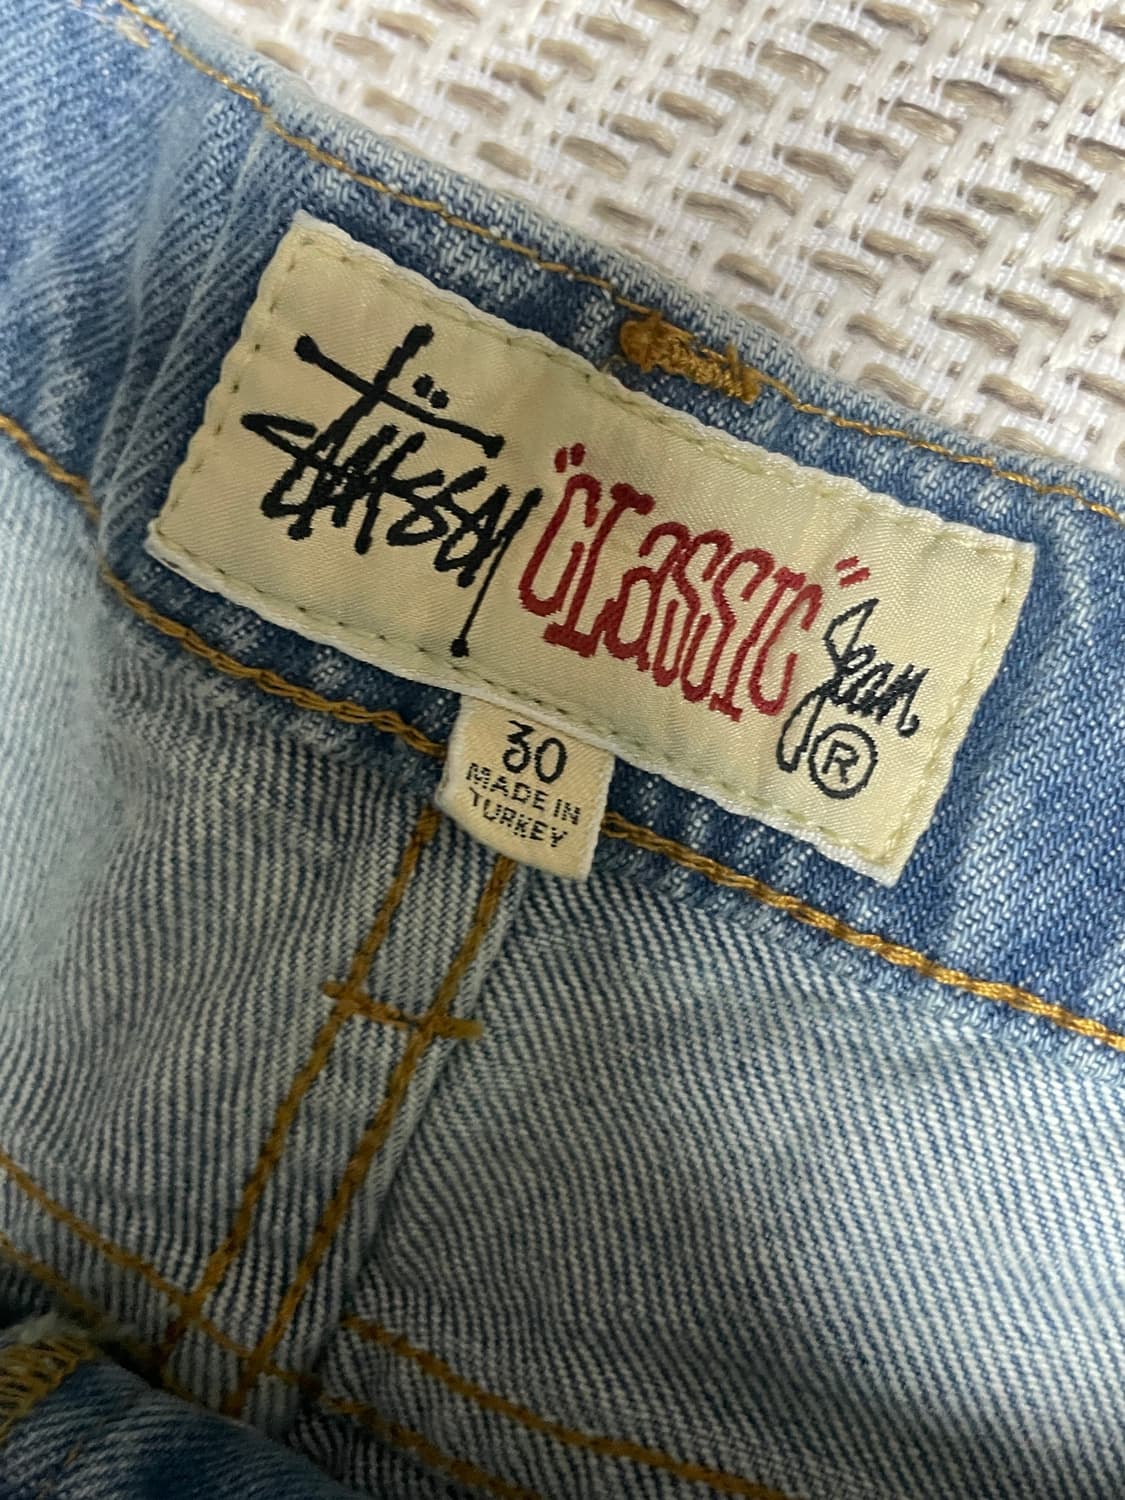 Stüssy "CLaSSIC" Jean ®
30
MADE IN
TURKEY